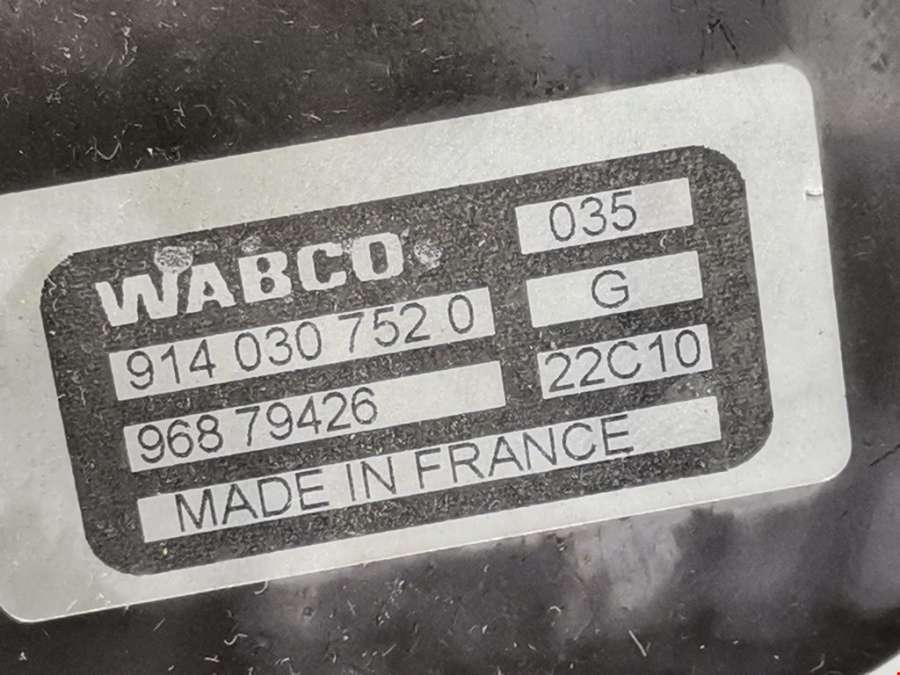 WABCO 035
914 030 752 0 G
968 79426 22C10
MADE IN FRANCE